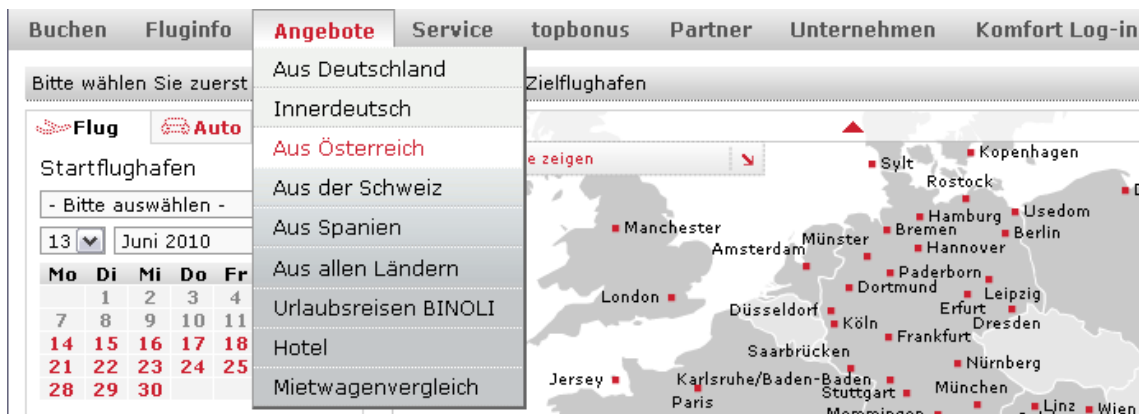 Buchen Fluginfo Angebote Service topbonus Partner Unternehmen Komfort Log-in
Bitte wählen Sie zuerst
Zielflughafen
Aus Deutschland
Innerdeutsch
Aus Österreich
Aus der Schweiz
Aus Spanien
Aus allen Ländern
Urlaubsreisen BINOLI
Hotel
Mietwagenvergleich
Flug Auto
Startflughafen
- Bitte auswählen -
13 Juni 2010
Mo Di Mi Do Fr
1 2 3 4
7 8 9 10 11
14 15 16 17 18
21 22 23 24 25
28 29 30
e zeigen
Kopenhagen
Sylt
Rostock
Hamburg Usedom
Manchester
Bremen Berlin
Amsterdam Münster
Hannover
Paderborn
Dortmund
London
Leipzig
Düsseldorf
Erfurt
Köln
Dresden
Frankfurt
Saarbrücken
Nürnberg
Jersey
Karlsruhe/Baden-Baden
München
Stuttgart
Paris
Linz Wien
Memmingen